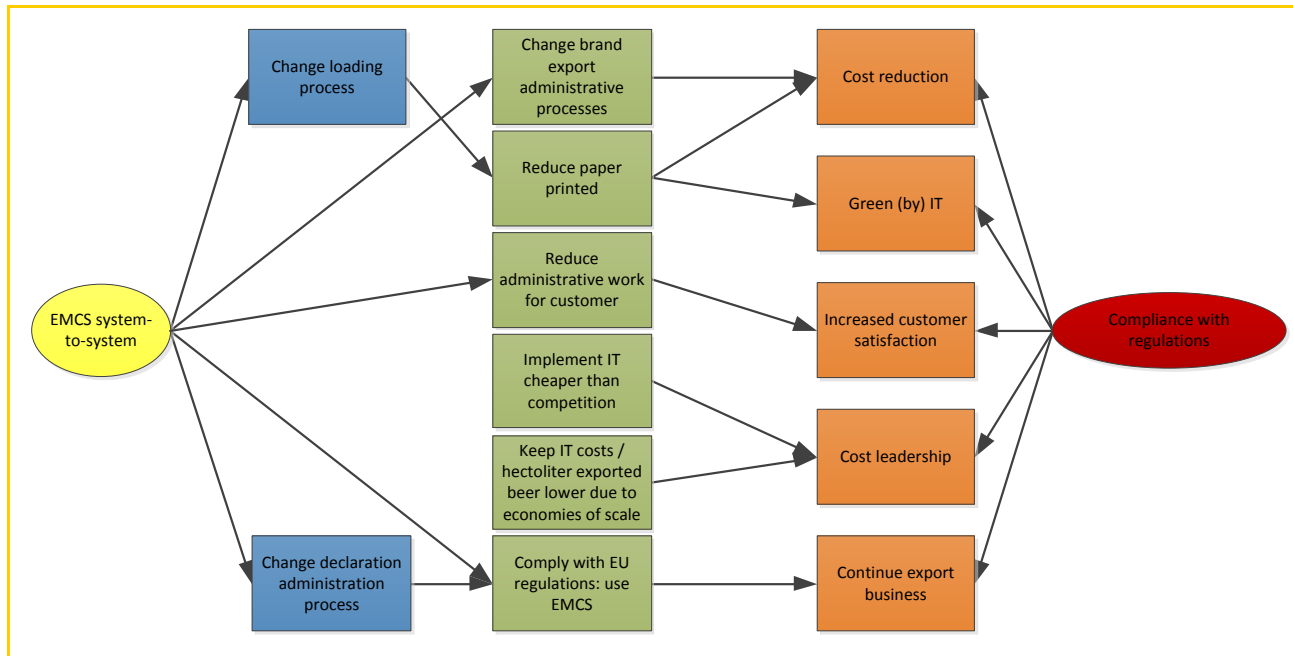 Change loading
process
Change brand
export
administrative
processes
Cost reduction
Reduce paper
printed
Green (by) IT
Reduce
administrative work
for customer
EMCS system-
to-system
Increased customer
satisfaction
Compliance with
regulations
Implement IT
cheaper than
competition
Keep IT costs /
hectoliter exported
beer lower due to
economies of scale
Cost leadership
Change declaration
administration
process
Comply with EU
regulations: use
EMCS
Continue export
business